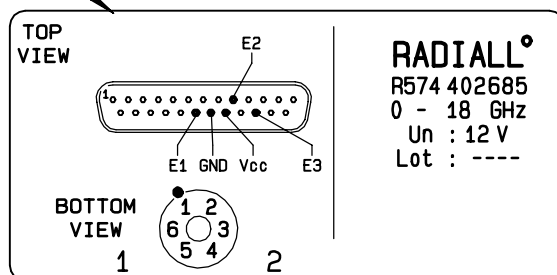 TOP
VIEW
E2
1
E1 GND Vcc E3
BOTTOM
VIEW
1 2
6 3
5 4
1 2
RADIALL°
R574 402685
0 - 18 GHz
Un : 12 V
Lot : ----